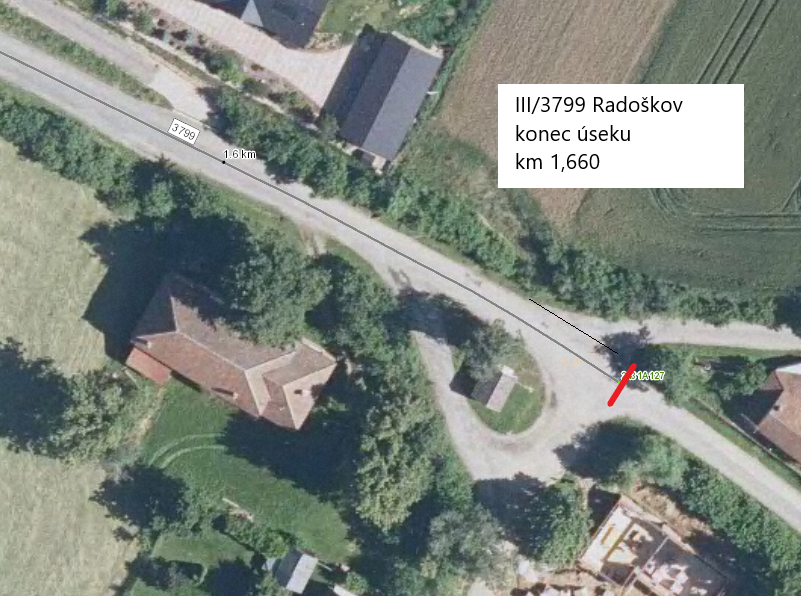 III/3799 Radoškov
konec úseku
km 1,660
3799
1.6 km